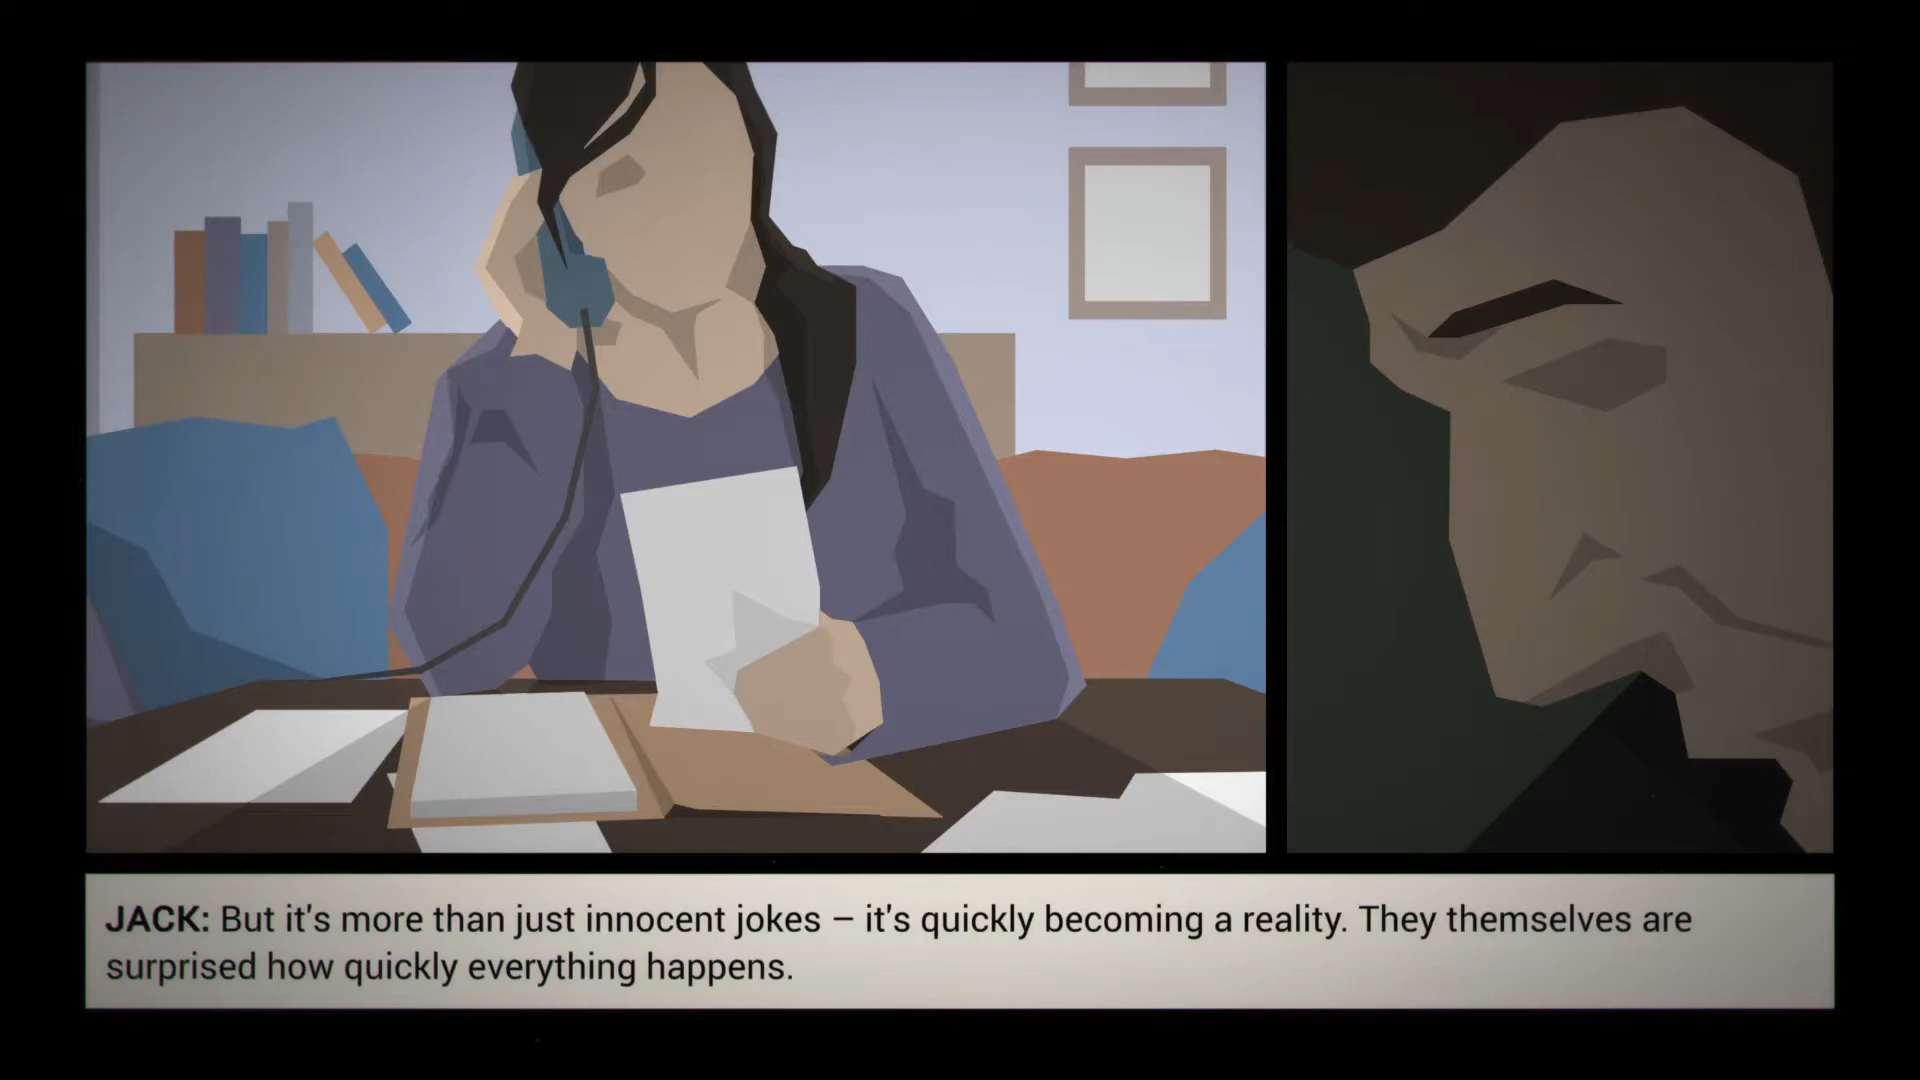 JACK: But it's more than just innocent jokes – it's quickly becoming a reality. They themselves are
surprised how quickly everything happens.